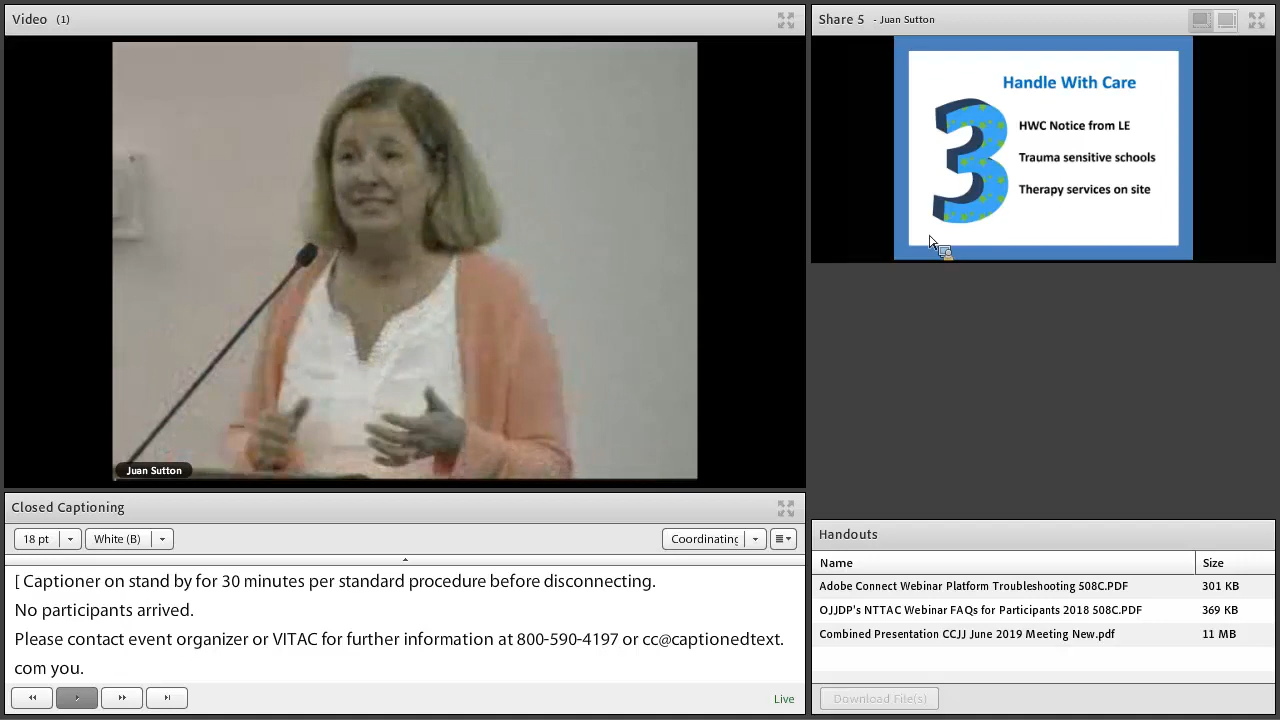 Video (1)
Juan Sutton
Share 5 - Juan Sutton
Handle With Care
3
HWC Notice from LE
Trauma sensitive schools
Therapy services on site
Closed Captioning
18 pt
White (B)
Coordinating
[ Captioner on stand by for 30 minutes per standard procedure before disconnecting.
No participants arrived.
Please contact event organizer or VITAC for further information at 800-590-4197 or cc@captionedtext.
com you.
Live
Handouts
Name Size
Adobe Connect Webinar Platform Troubleshooting 508C.PDF 301 KB
OJJDP's NTTAC Webinar FAQs for Participants 2018 508C.PDF 369 KB
Combined Presentation CCJJ June 2019 Meeting New.pdf 11 MB
Download File(s)